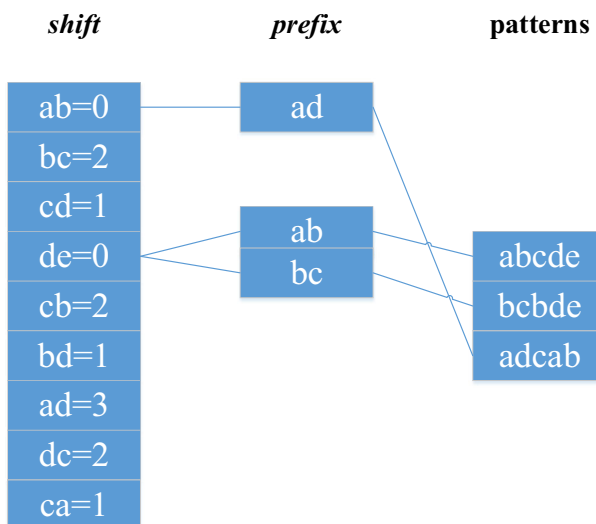 shift
prefix
patterns
ab=0
ad
bc=2
cd=1
ab
de=0
abcde
bc
cb=2
bcbde
bd=1
adcab
ad=3
dc=2
ca=1